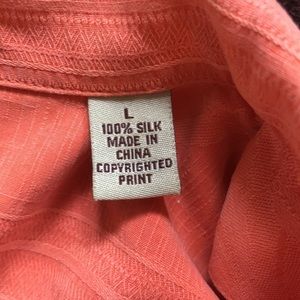 L
100% SILK
MADE IN
CHINA
COPYRIGHTED
PRINT